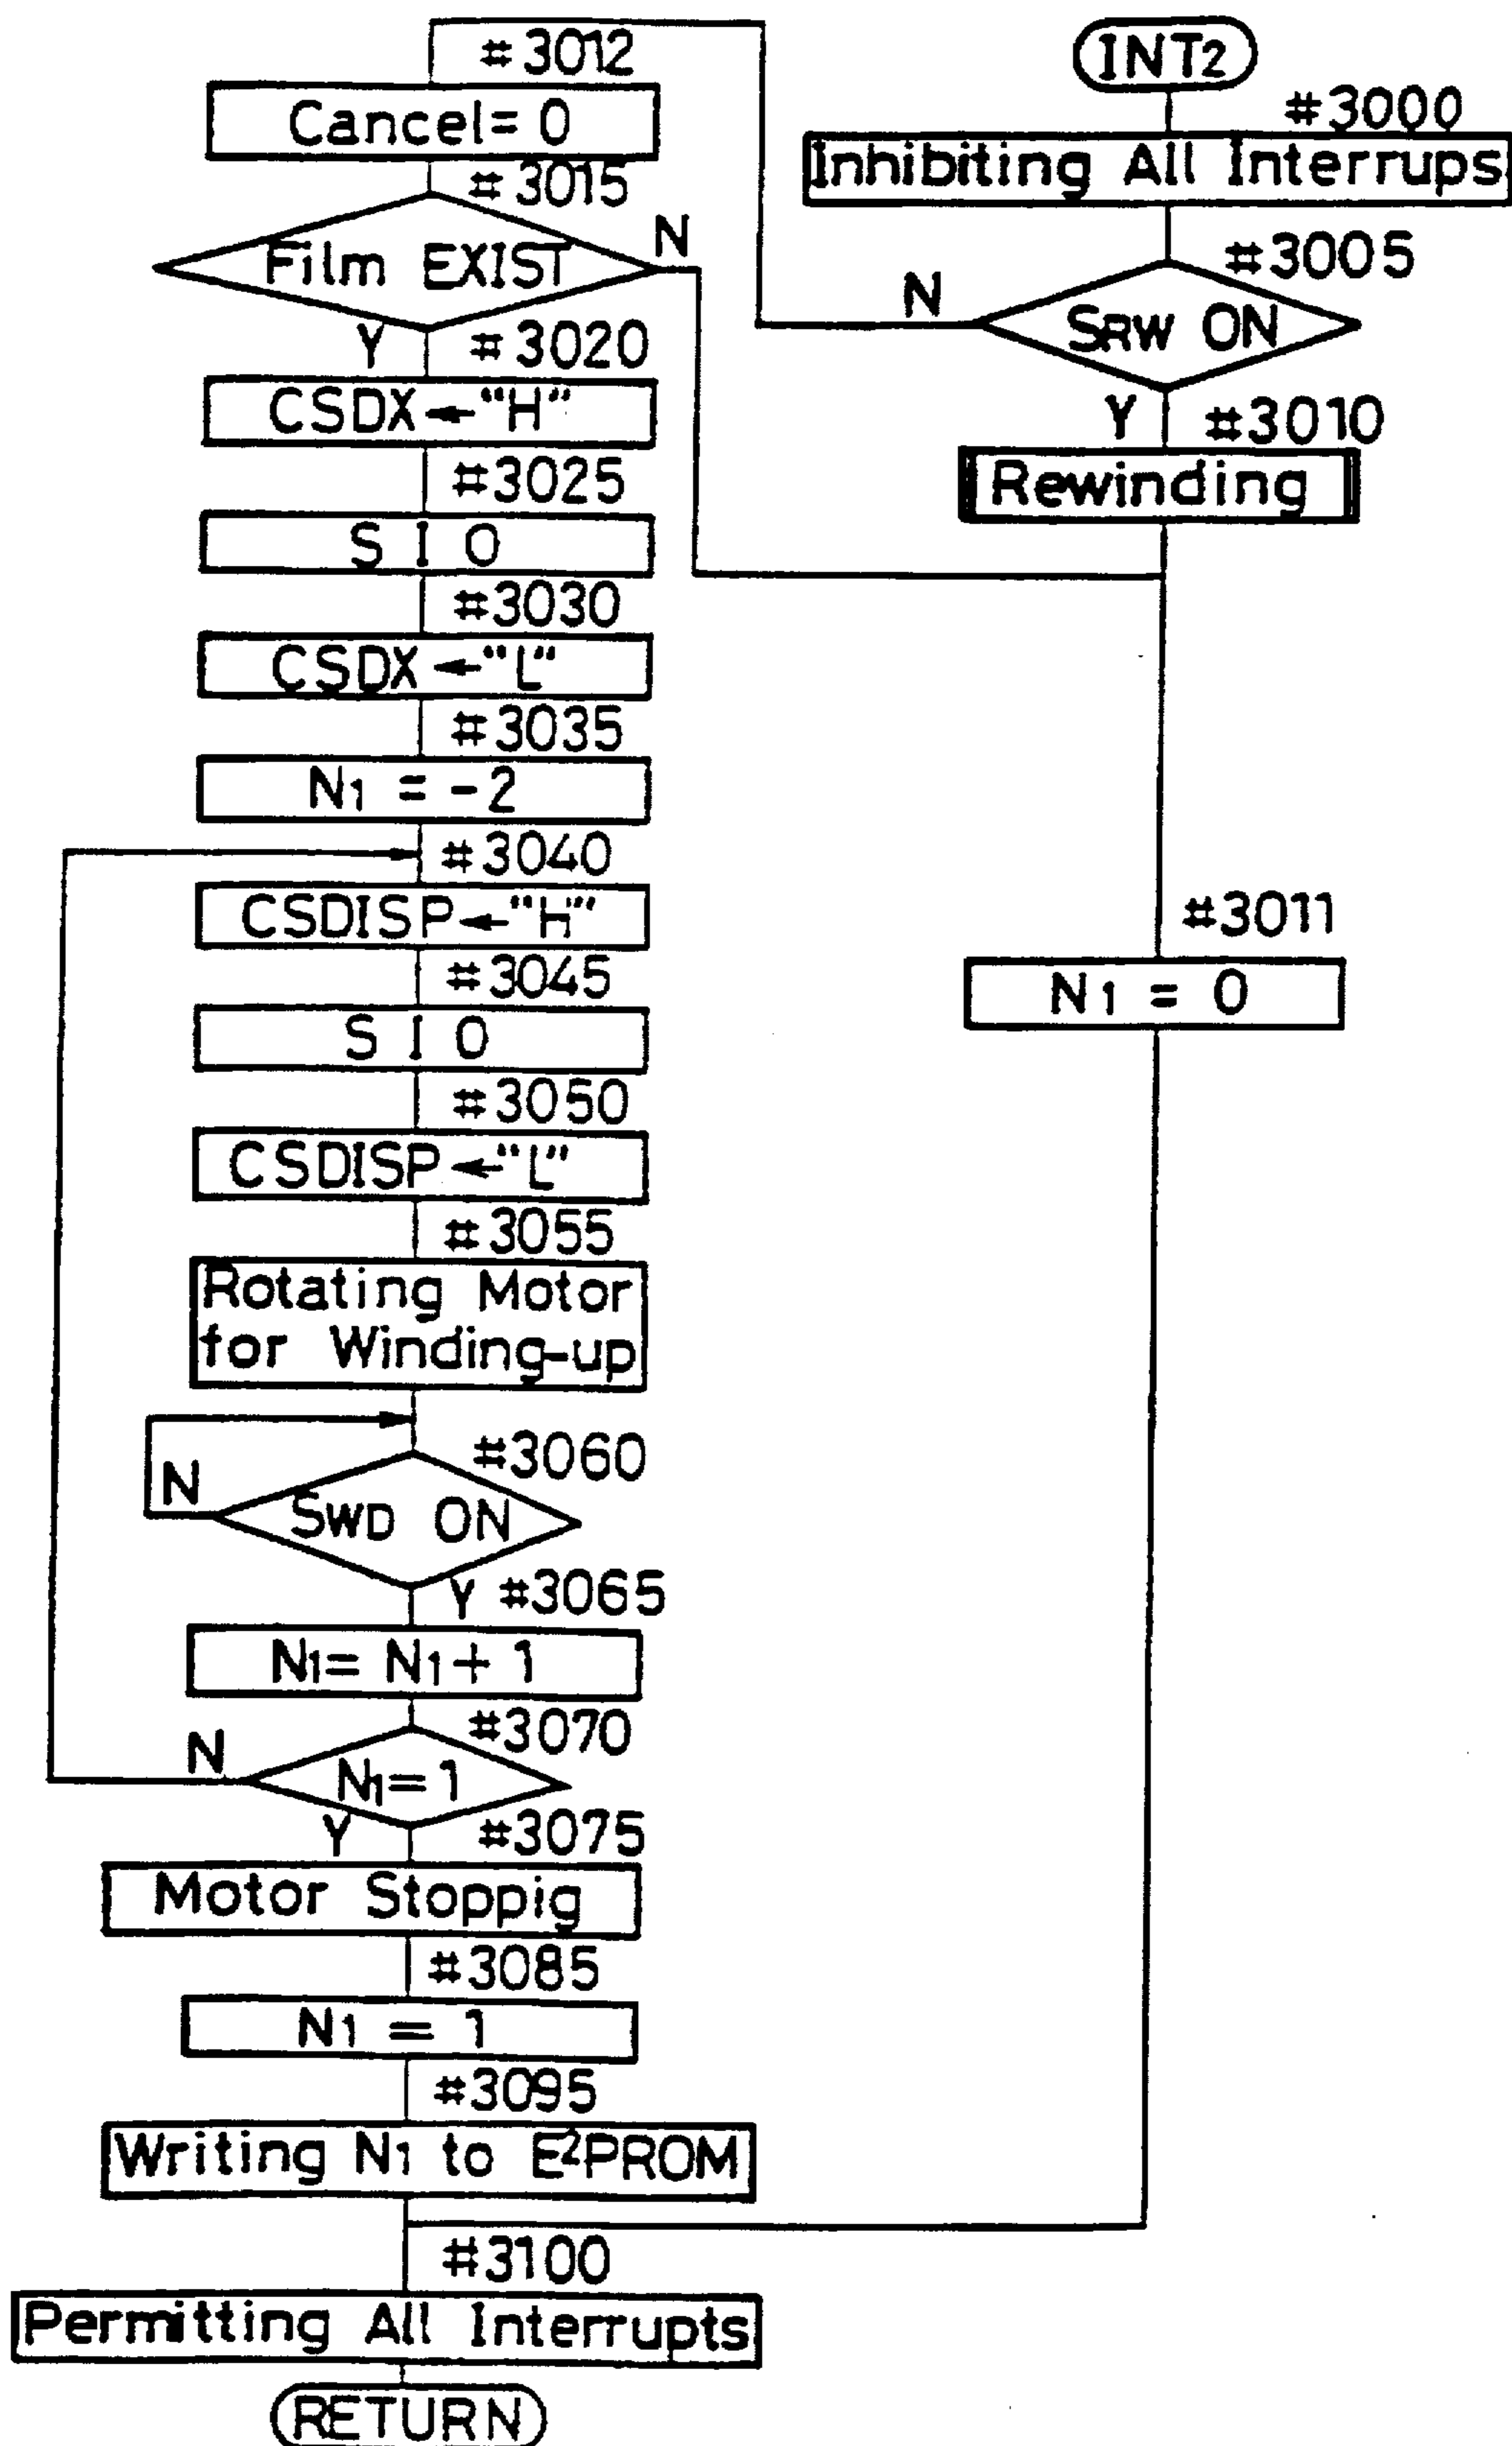 INT2
#3000
Inhibiting All Interrups
#3005
SRW ON
N
Y
#3010
Rewinding
#3011
N1 = 0
#3012
Cancel= 0
#3015
Film EXIST
N
Y
#3020
CSDX←"H"
#3025
S I O
#3030
CSDX←"L"
#3035
N1 = -2
#3040
CSDISP←"H"
#3045
S I O
#3050
CSDISP←"L"
#3055
Rotating Motor
for Winding-up
#3060
N
SWD ON
Y #3065
N1= N1+ 1
#3070
N
N1=1
Y
#3075
Motor Stoppig
#3085
N1 = 1
#3095
Writing N1 to E²PROM
#3100
Permitting All Interrupts
RETURN